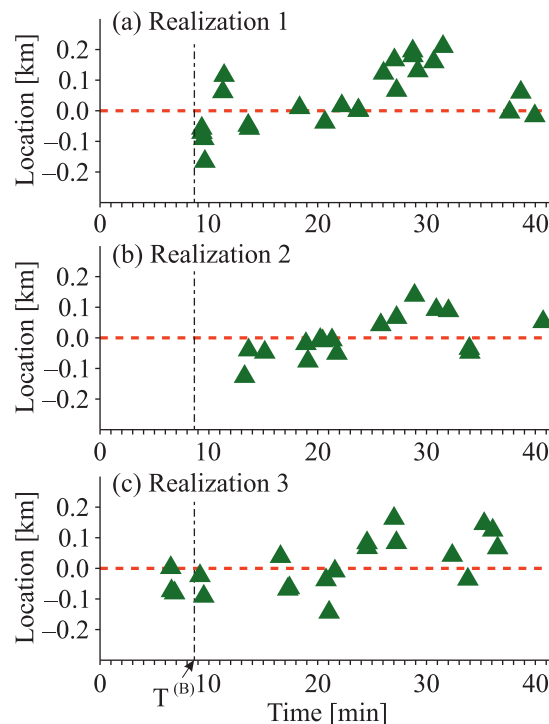 (a) Realization 1
Location [km]
0.2
0.1
0.0
−0.1
−0.2
0 10 20 30 40
(b) Realization 2
Location [km]
0.2
0.1
0.0
−0.1
−0.2
0 10 20 30 40
(c) Realization 3
Location [km]
0.2
0.1
0.0
−0.1
−0.2
0 10 20 30 40
T (B)
Time [min]